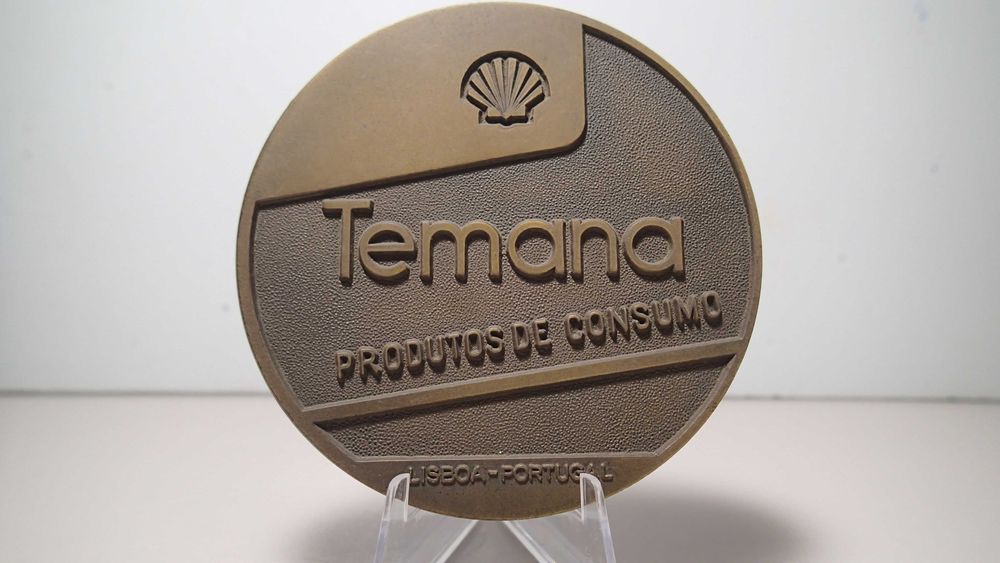 Temana
PRODUTOS DE CONSUMO
LISBOA-PORTUGAL